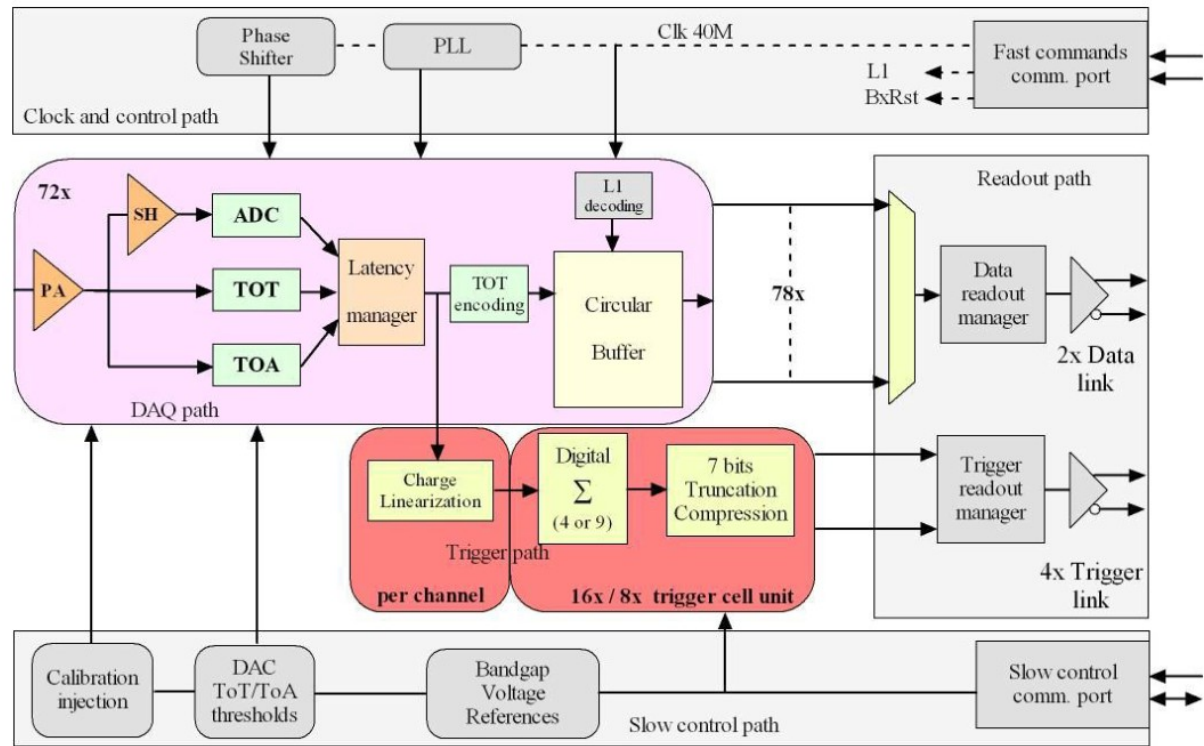 Phase
Shifter
PLL
Clk 40M
Fast commands
comm. port
L1
BxRst
Clock and control path
72x
SH
ADC
PA
TOT
TOA
Latency
manager
TOT
encoding
L1
decoding
Circular
Buffer
DAQ path
78x
Readout path
Data
readout
manager
2x Data
link
Charge
Linearization
Digital
Σ
(4 or 9)
7 bits
Truncation
Compression
Trigger path
per channel
16x / 8x trigger cell unit
Trigger
readout
manager
4x Trigger
link
Calibration
injection
DAC
ToT/ToA
thresholds
Bandgap
Voltage
References
Slow control path
Slow control
comm. port